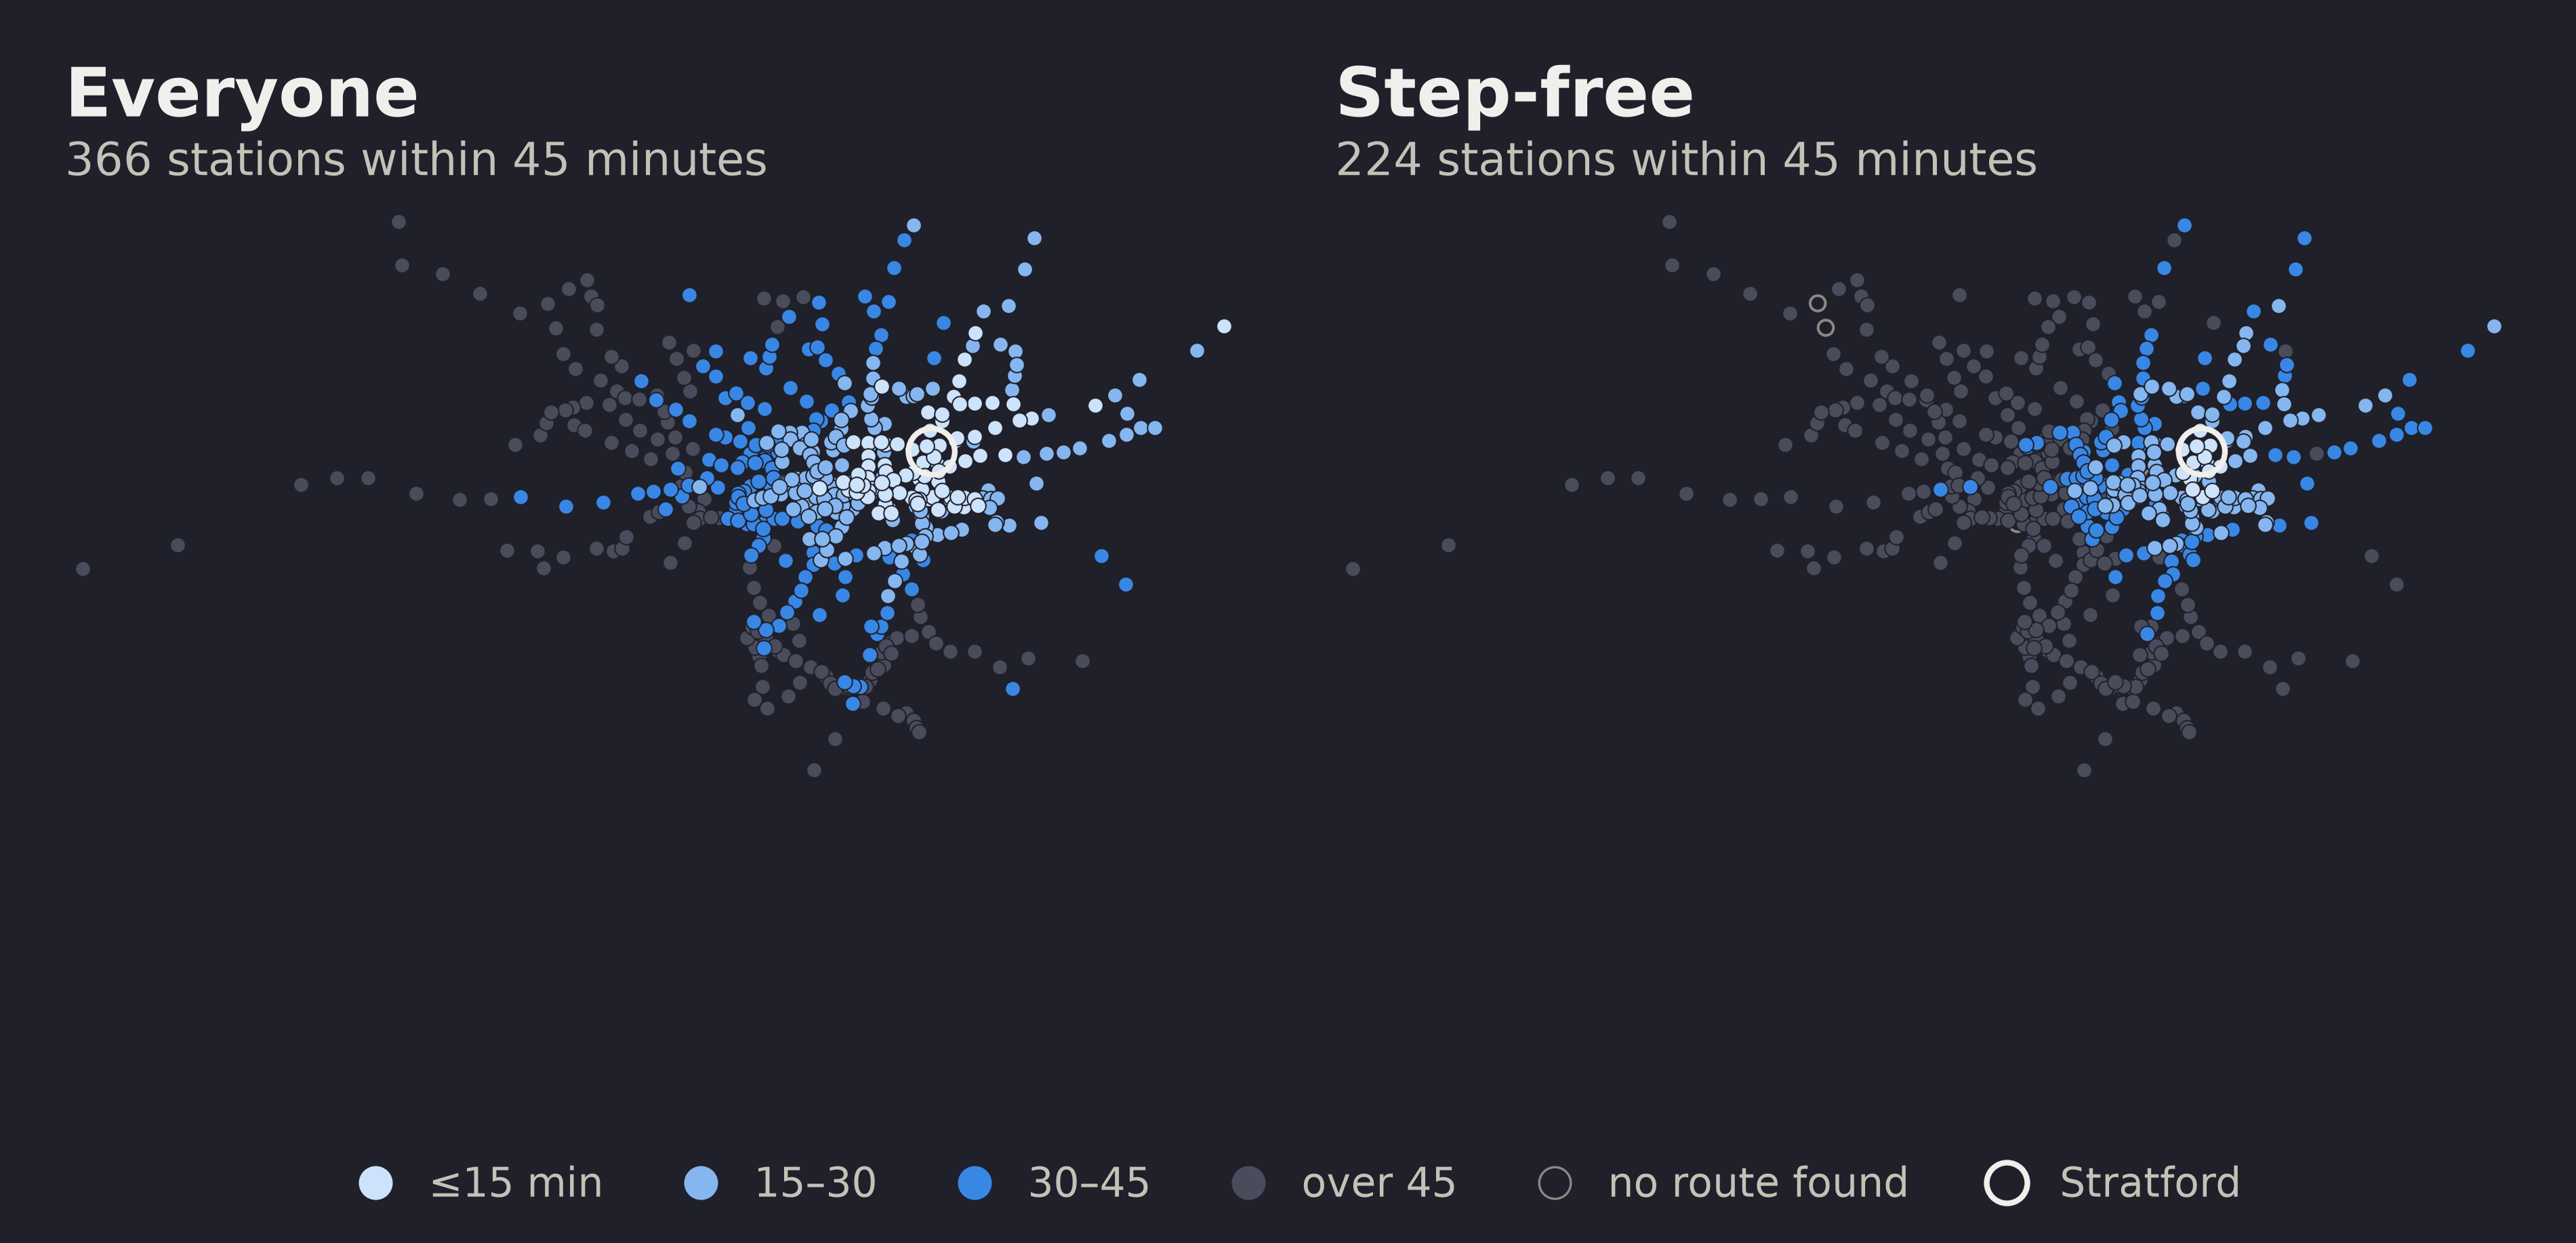 Everyone
366 stations within 45 minutes
Step-free
224 stations within 45 minutes
≤15 min
15–30
30–45
over 45
no route found
Stratford